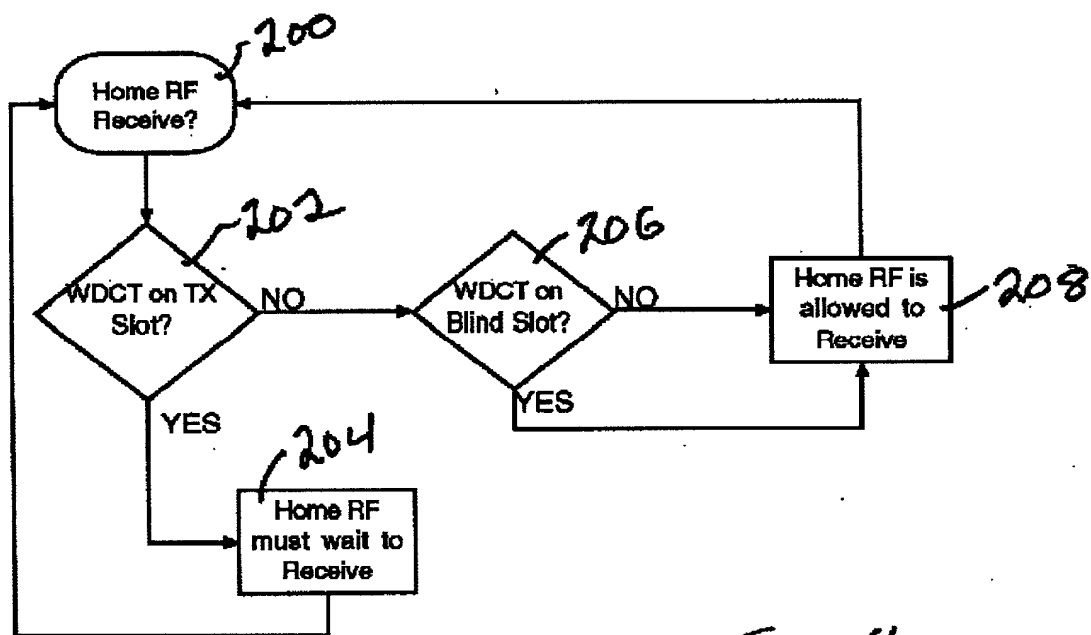 200
Home RF
Receive?
202
WDCT on TX
Slot?
NO
206
WDCT on
Blind Slot?
NO
Home RF is
allowed to
Receive
208
YES
YES
204
Home RF
must wait to
Receive